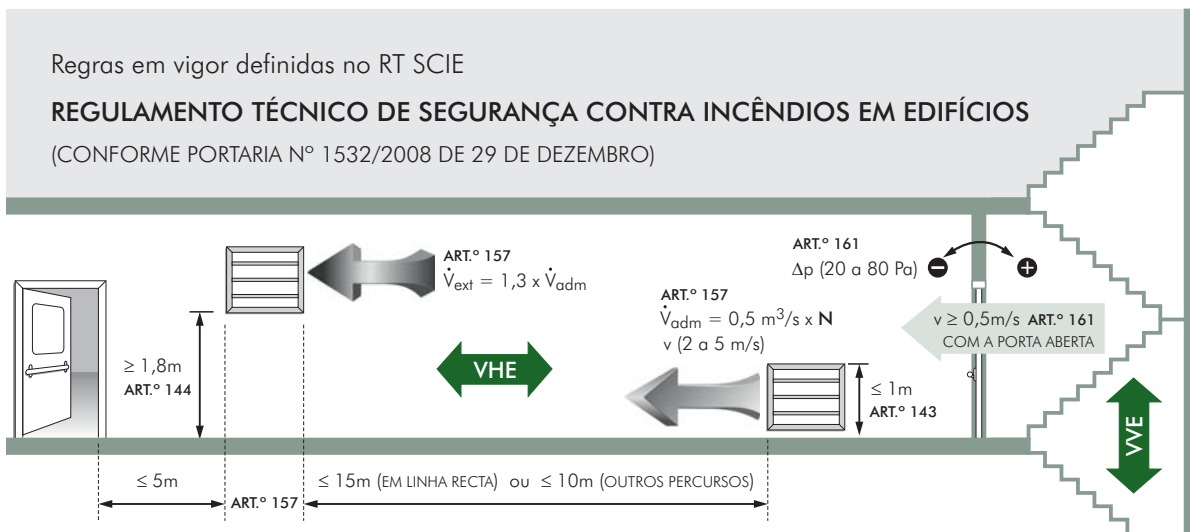 Regras em vigor definidas no RT SCIE
REGULAMENTO TÉCNICO DE SEGURANÇA CONTRA INCÊNDIOS EM EDIFÍCIOS
(CONFORME PORTARIA Nº 1532/2008 DE 29 DE DEZEMBRO)
ART.º 157
V̇ext = 1,3 x V̇adm
ART.º 161
Δp (20 a 80 Pa)
−
+
ART.º 157
V̇adm = 0,5 m³/s x N
v (2 a 5 m/s)
v ≥ 0,5m/s ART.º 161
COM A PORTA ABERTA
≥ 1,8m
ART.º 144
VHE
≤ 1m
ART.º 143
VVE
≤ 5m
ART.º 157
≤ 15m (EM LINHA RECTA) ou ≤ 10m (OUTROS PERCURSOS)